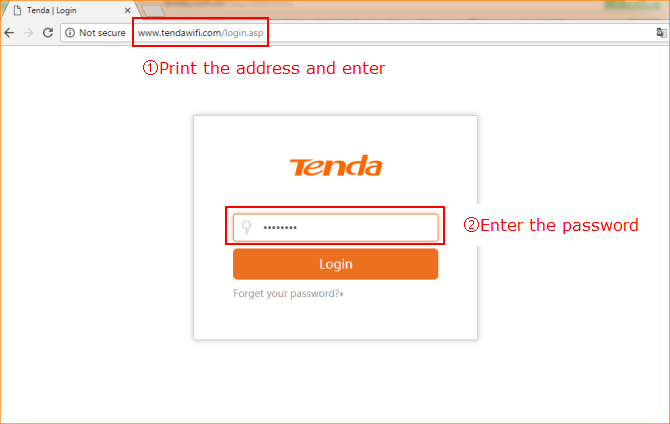 Tenda | Login
Not secure
www.tendawifi.com/login.asp
①Print the address and enter
Tenda
••••••••
②Enter the password
Login
Forget your password?